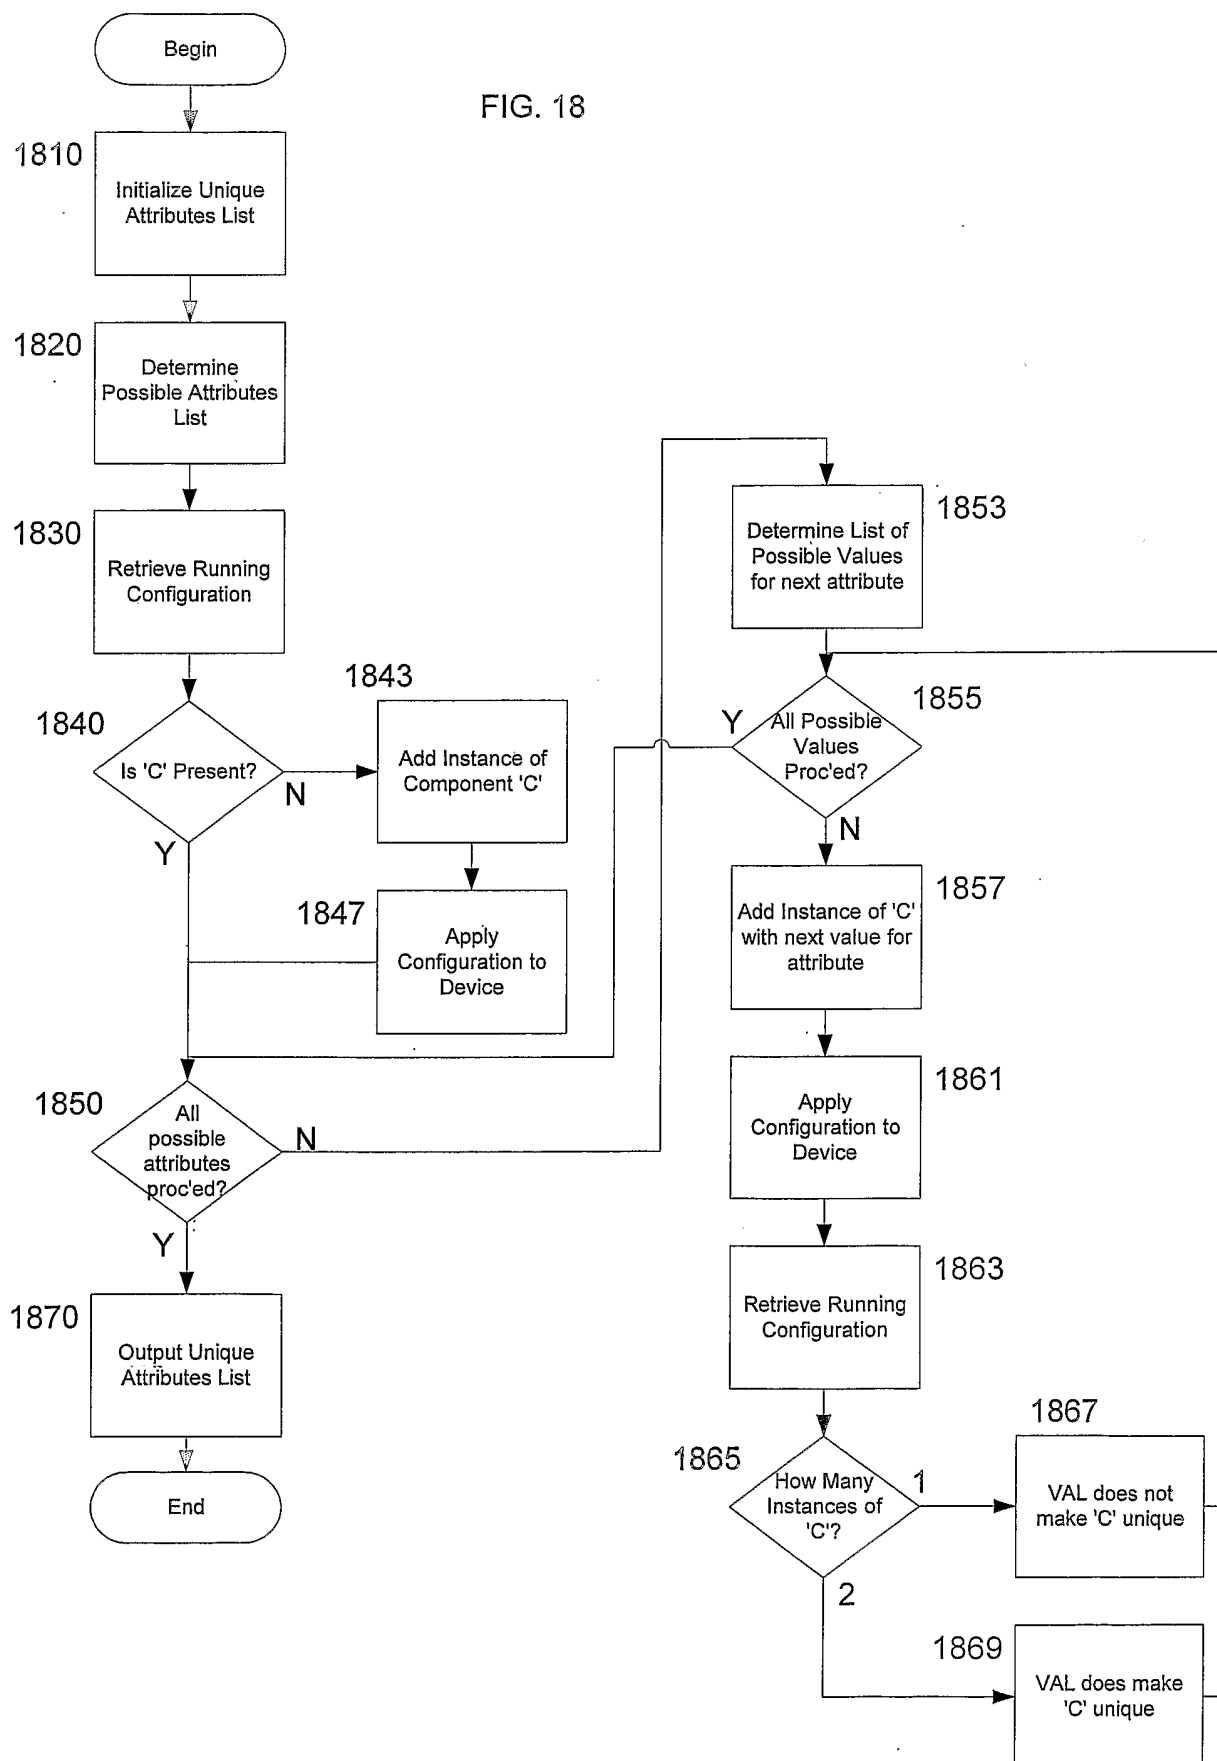 Begin
FIG. 18
1810
Initialize Unique
Attributes List
1820
Determine
Possible Attributes
List
1830
Retrieve Running
Configuration
1840
Is 'C' Present?
N
Y
1843
Add Instance of
Component 'C'
1847
Apply
Configuration to
Device
1850
All
possible
attributes
proc'ed?
N
Y
1870
Output Unique
Attributes List
End
1853
Determine List of
Possible Values
for next attribute
1855
All Possible
Values
Proc'ed?
Y
N
1857
Add Instance of 'C'
with next value for
attribute
1861
Apply
Configuration to
Device
1863
Retrieve Running
Configuration
1865
How Many
Instances of
'C'?
1
2
1867
VAL does not
make 'C' unique
1869
VAL does make
'C' unique